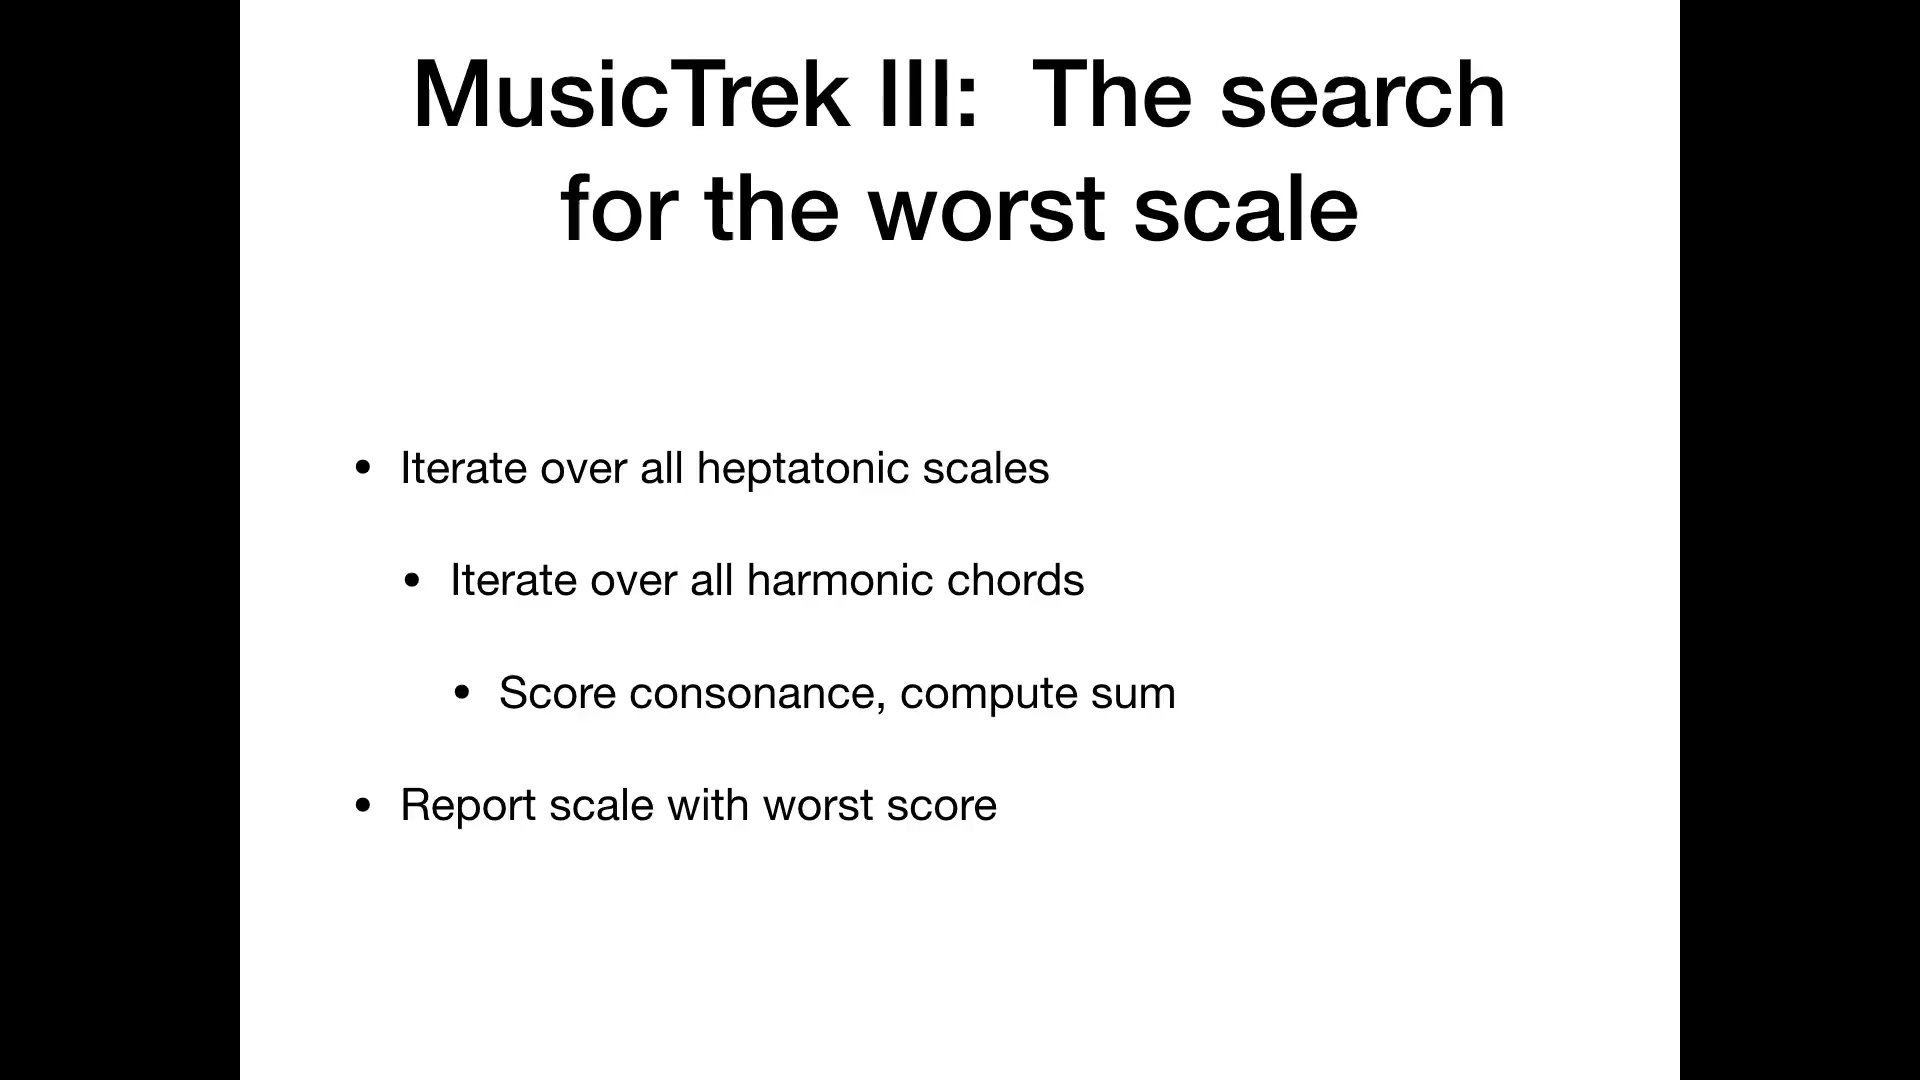 MusicTrek III: The search
for the worst scale
• Iterate over all heptatonic scales
• Iterate over all harmonic chords
• Score consonance, compute sum
• Report scale with worst score